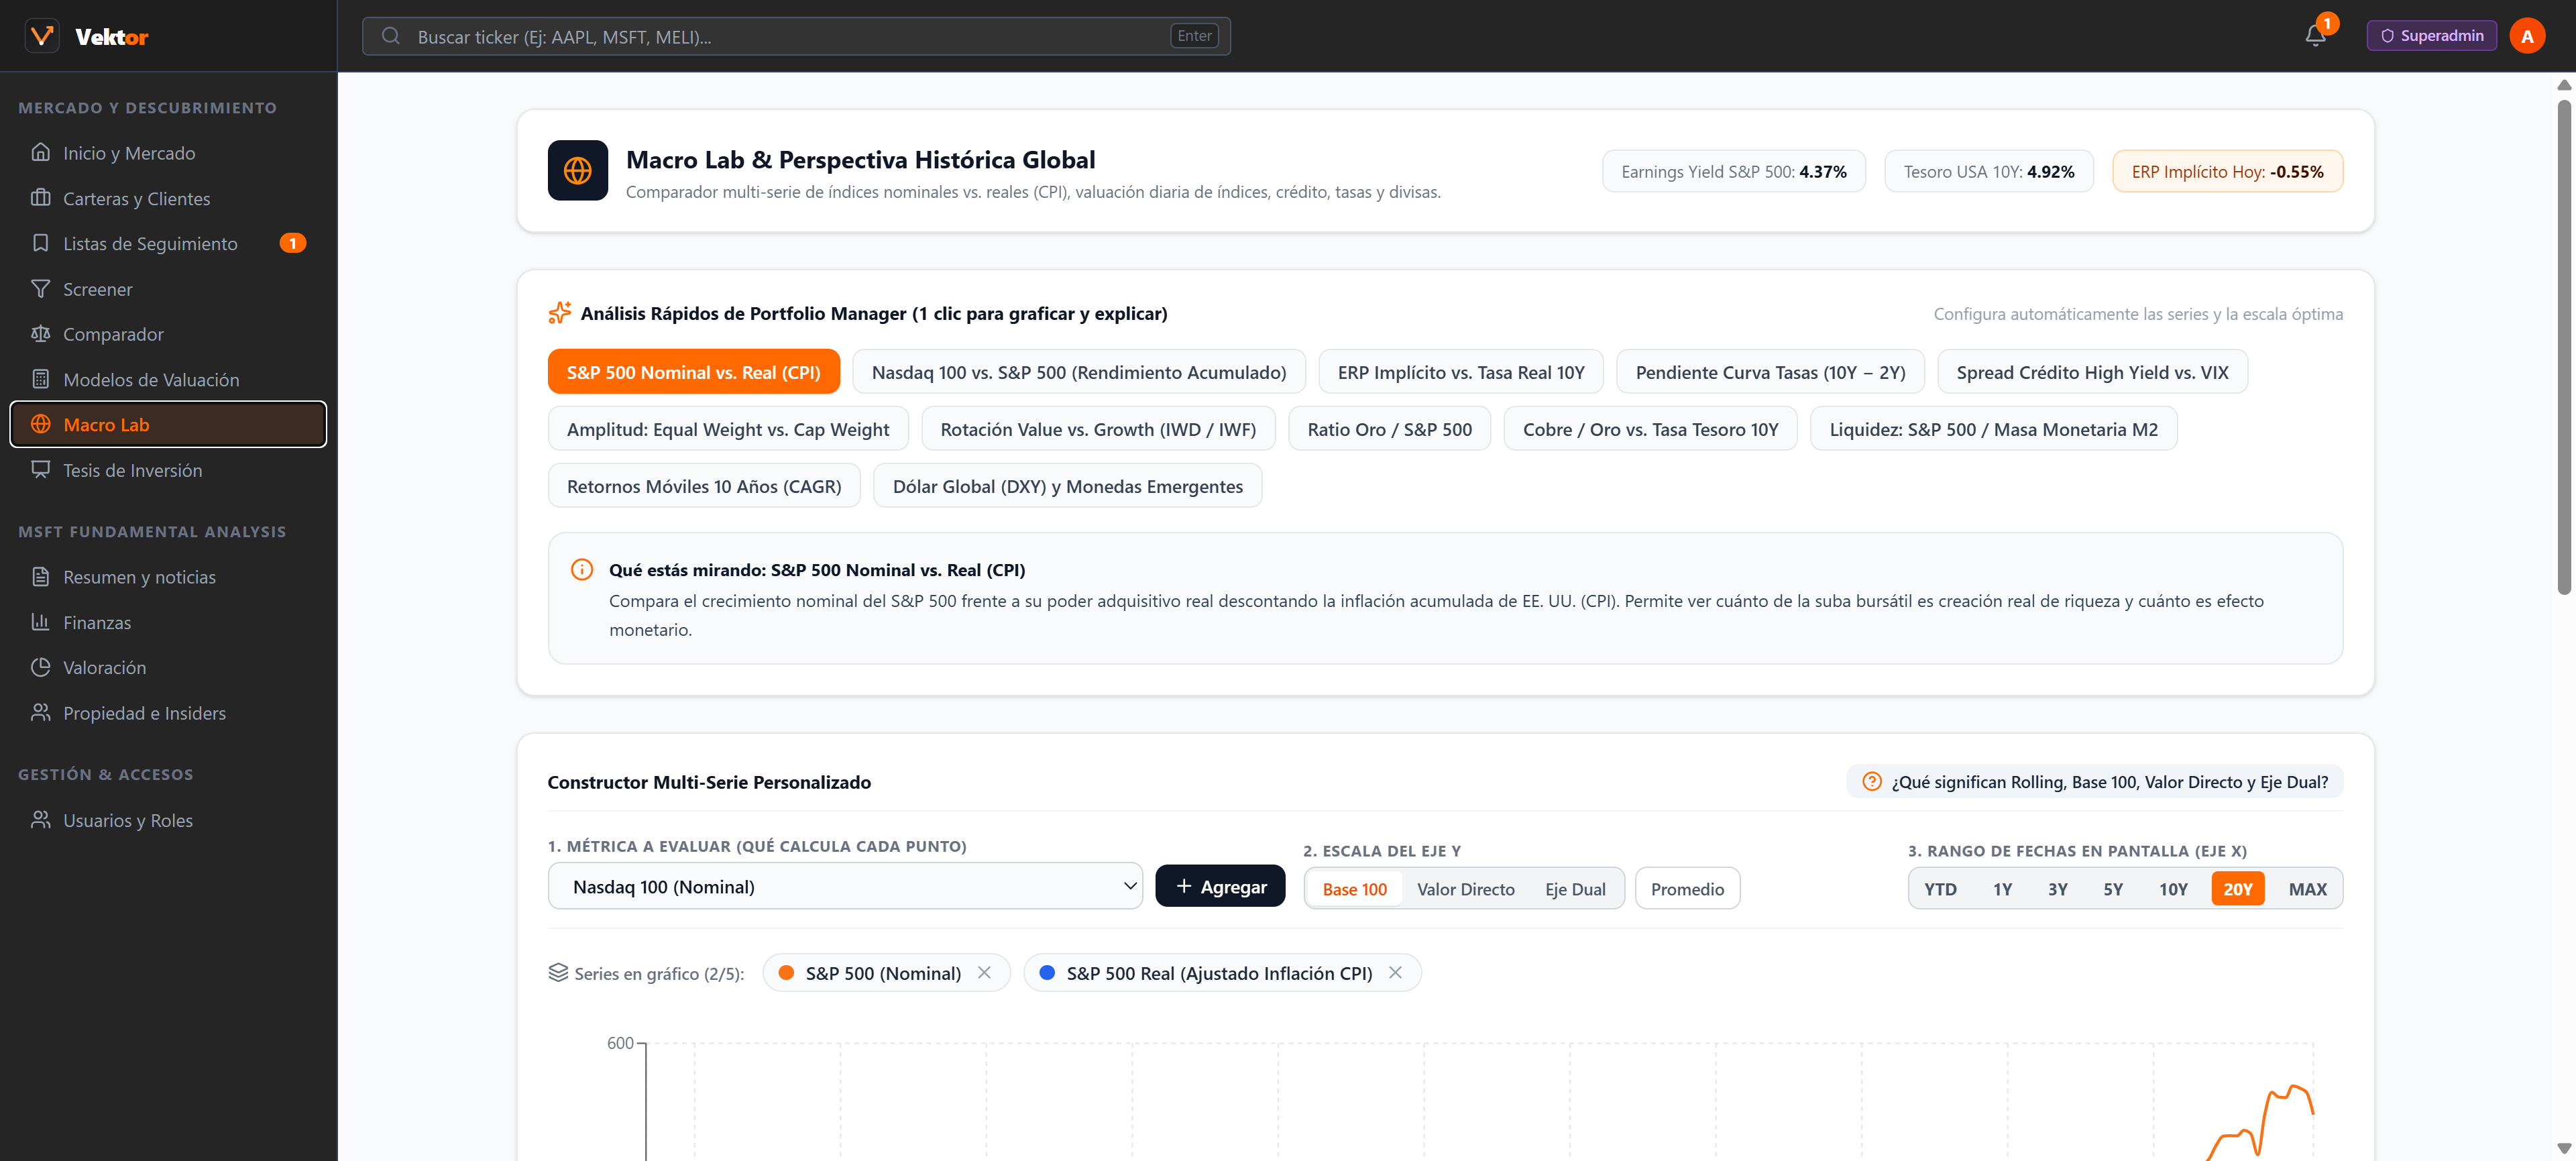 Vektor
Buscar ticker (Ej: AAPL, MSFT, MELI)...
Enter
1
Superadmin
A
MERCADO Y DESCUBRIMIENTO
Inicio y Mercado
Carteras y Clientes
Listas de Seguimiento
1
Screener
Comparador
Modelos de Valuación
Macro Lab
Tesis de Inversión
MSFT FUNDAMENTAL ANALYSIS
Resumen y noticias
Finanzas
Valoración
Propiedad e Insiders
GESTIÓN & ACCESOS
Usuarios y Roles
Macro Lab & Perspectiva Histórica Global
Comparador multi-serie de índices nominales vs. reales (CPI), valuación diaria de índices, crédito, tasas y divisas.
Earnings Yield S&P 500: 4.37%
Tesoro USA 10Y: 4.92%
ERP Implícito Hoy: -0.55%
Análisis Rápidos de Portfolio Manager (1 clic para graficar y explicar)
Configura automáticamente las series y la escala óptima
S&P 500 Nominal vs. Real (CPI)
Nasdaq 100 vs. S&P 500 (Rendimiento Acumulado)
ERP Implícito vs. Tasa Real 10Y
Pendiente Curva Tasas (10Y − 2Y)
Spread Crédito High Yield vs. VIX
Amplitud: Equal Weight vs. Cap Weight
Rotación Value vs. Growth (IWD / IWF)
Ratio Oro / S&P 500
Cobre / Oro vs. Tasa Tesoro 10Y
Liquidez: S&P 500 / Masa Monetaria M2
Retornos Móviles 10 Años (CAGR)
Dólar Global (DXY) y Monedas Emergentes
Qué estás mirando: S&P 500 Nominal vs. Real (CPI)
Compara el crecimiento nominal del S&P 500 frente a su poder adquisitivo real descontando la inflación acumulada de EE. UU. (CPI). Permite ver cuánto de la suba bursátil es creación real de riqueza y cuánto es efecto
monetario.
Constructor Multi-Serie Personalizado
¿Qué significan Rolling, Base 100, Valor Directo y Eje Dual?
1. MÉTRICA A EVALUAR (QUÉ CALCULA CADA PUNTO)
Nasdaq 100 (Nominal)
+ Agregar
2. ESCALA DEL EJE Y
Base 100
Valor Directo
Eje Dual
Promedio
3. RANGO DE FECHAS EN PANTALLA (EJE X)
YTD
1Y
3Y
5Y
10Y
20Y
MAX
Series en gráfico (2/5):
S&P 500 (Nominal)
S&P 500 Real (Ajustado Inflación CPI)
600